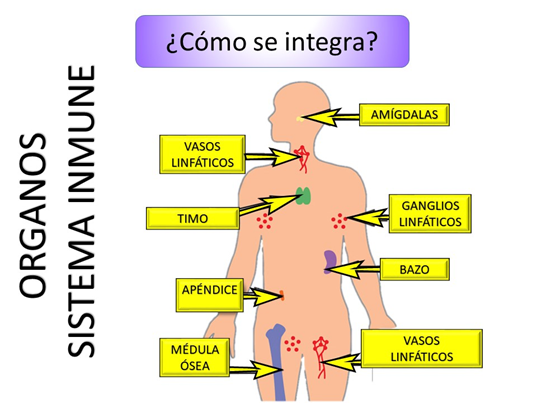 ¿Cómo se integra?
ORGANOS
SISTEMA INMUNE
AMÍGDALAS
VASOS
LINFÁTICOS
TIMO
GANGLIOS
LINFÁTICOS
BAZO
APÉNDICE
MÉDULA
ÓSEA
VASOS
LINFÁTICOS